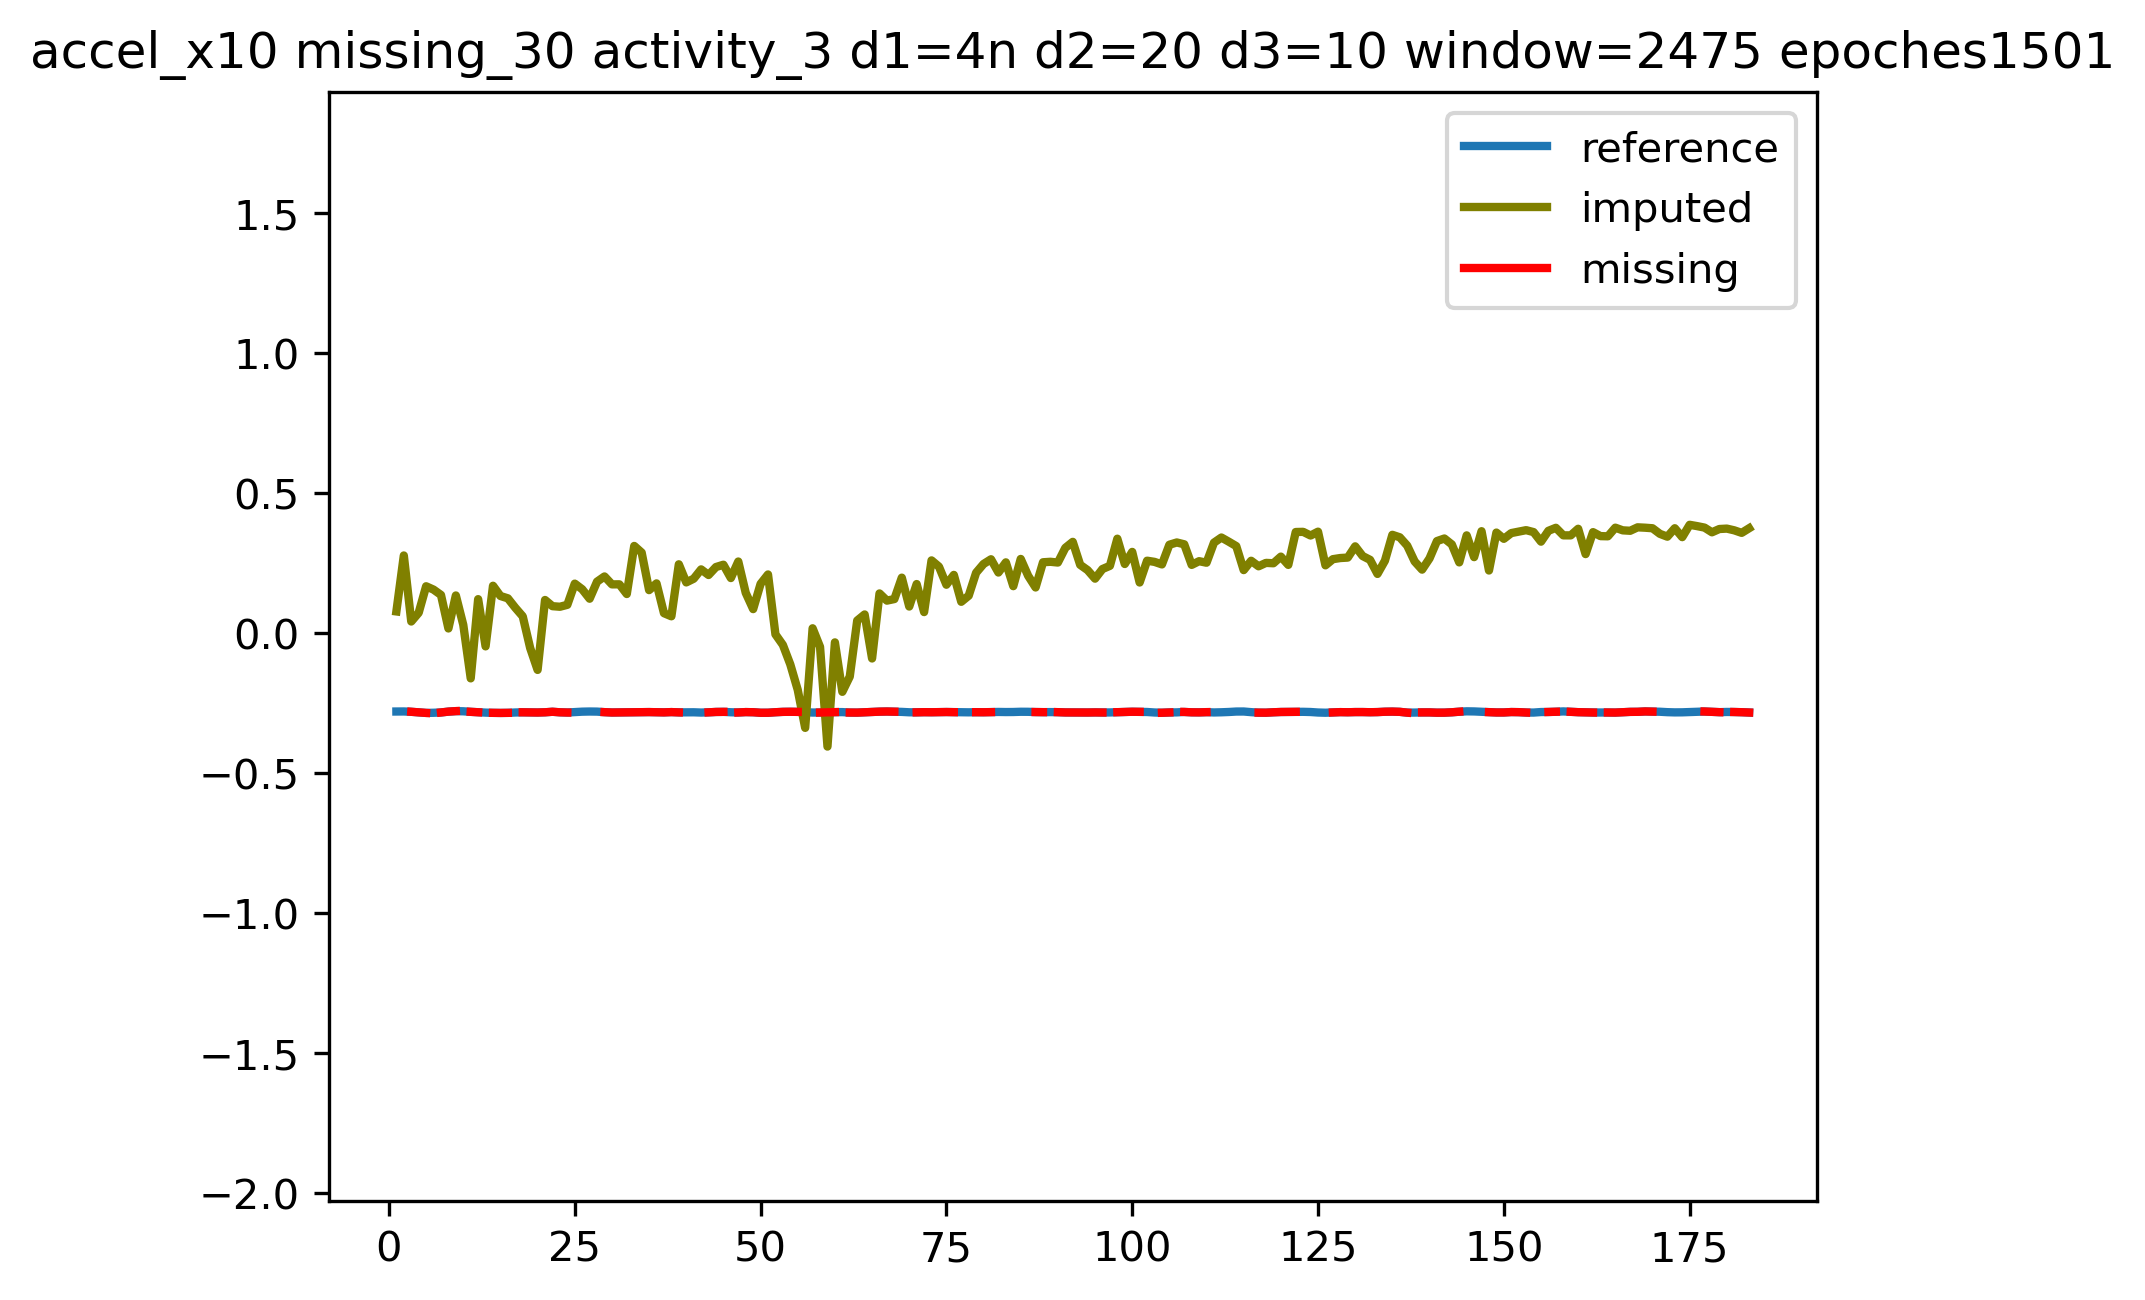 accel_x10 missing_30 activity_3 d1=4n d2=20 d3=10 window=2475 epoches1501
reference
imputed
missing
1.5
1.0
0.5
0.0
−0.5
−1.0
−1.5
−2.0
0 25 50 75 100 125 150 175